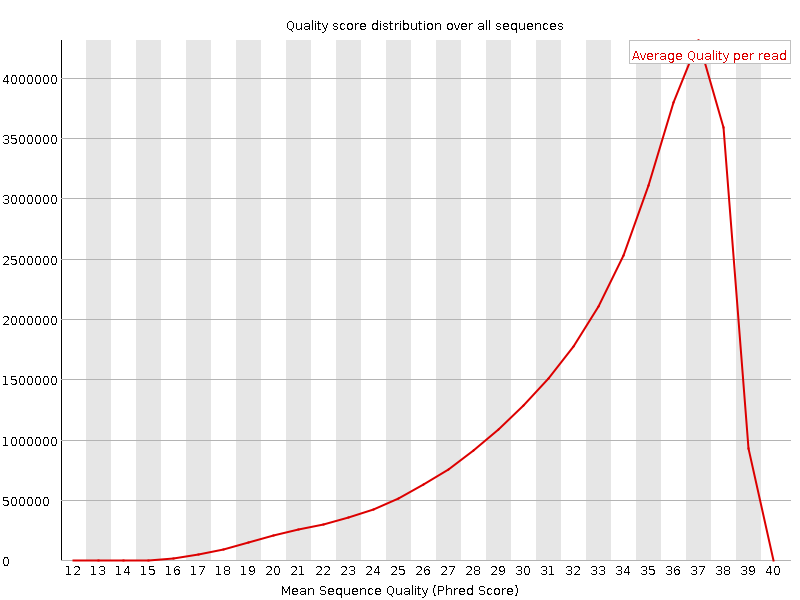 Quality score distribution over all sequences
Average Quality per read
4000000
3500000
3000000
2500000
2000000
1500000
1000000
500000
0
12 13 14 15 16 17 18 19 20 21 22 23 24 25 26 27 28 29 30 31 32 33 34 35 36 37 38 39 40
Mean Sequence Quality (Phred Score)